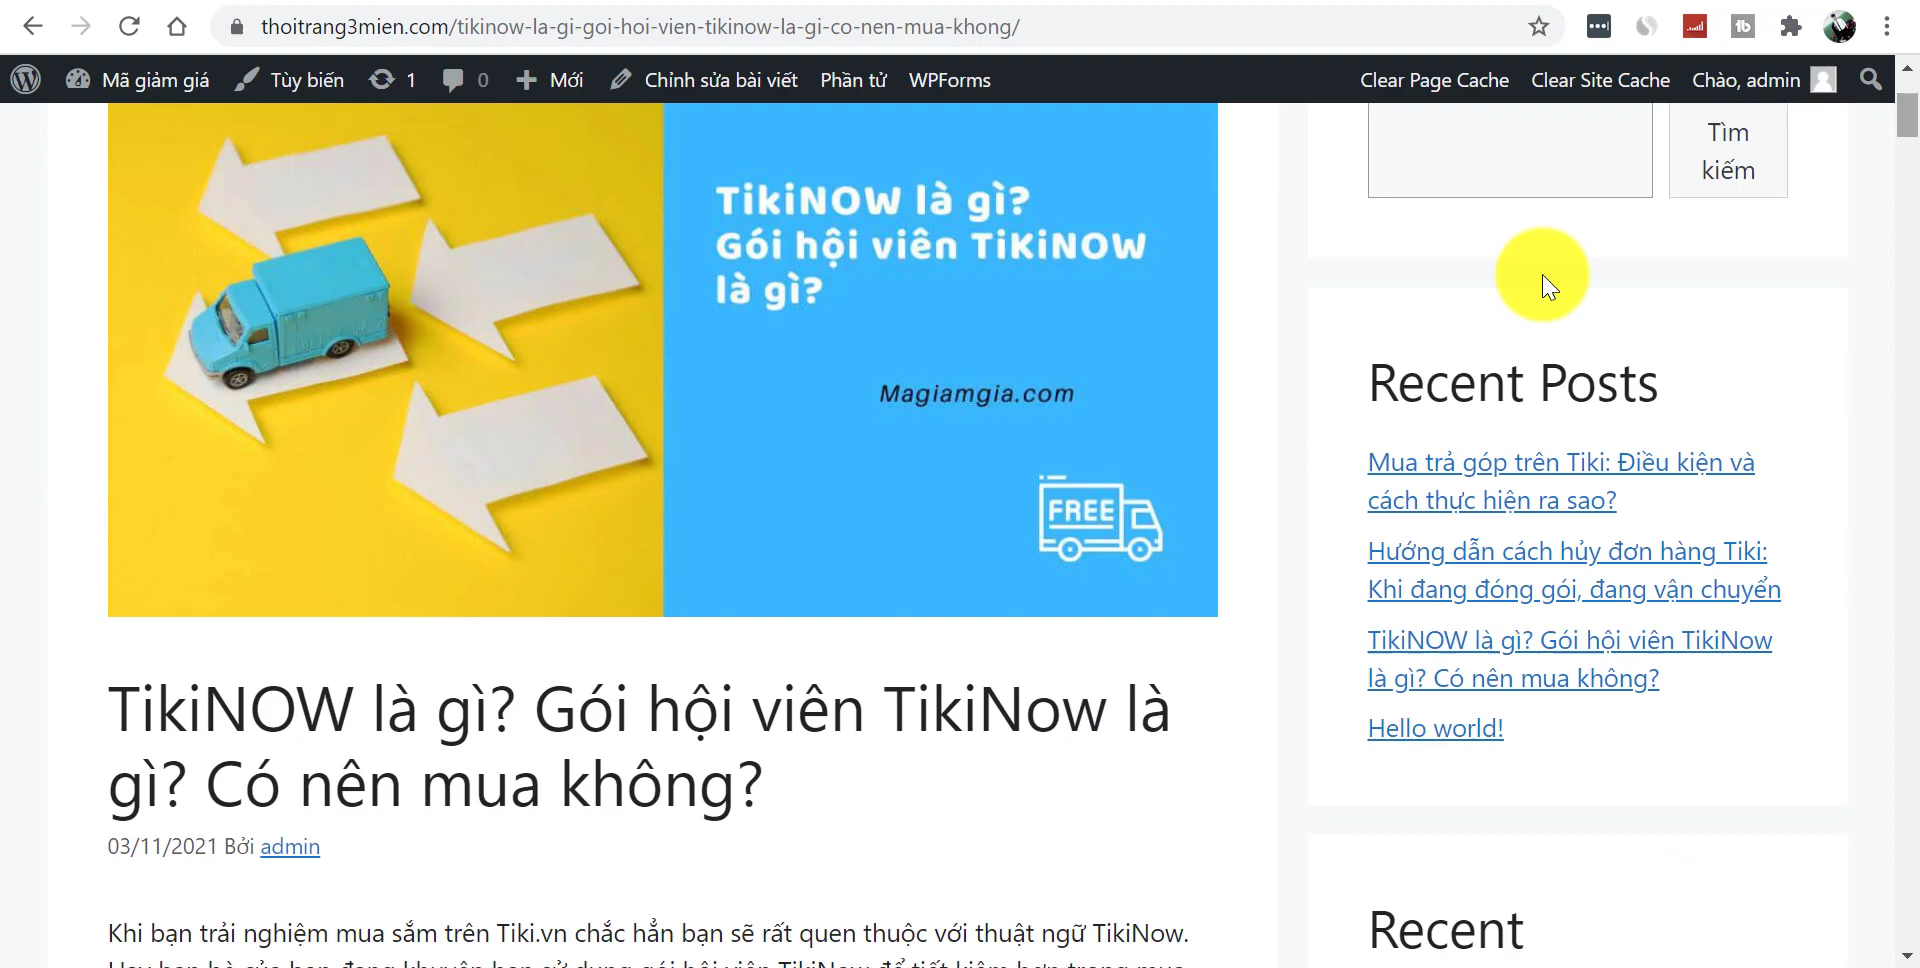 thoitrang3mien.com/tikinow-la-gi-goi-hoi-vien-tikinow-la-gi-co-nen-mua-khong/
Mã giảm giá Tùy biến 1 0 Mới Chỉnh sửa bài viết Phần tử WPForms Clear Page Cache Clear Site Cache Chào, admin
TikiNOW là gì?
Gói hội viên TIKINOW
là gì?
Magiamgia.com
FREE
Tìm
kiếm
Recent Posts
Mua trả góp trên Tiki: Điều kiện và
cách thực hiện ra sao?
Hướng dẫn cách hủy đơn hàng Tiki:
Khi đang đóng gói, đang vận chuyển
TikiNOW là gì? Gói hội viên TikiNow
là gì? Có nên mua không?
Hello world!
TikiNOW là gì? Gói hội viên TikiNow là
gì? Có nên mua không?
03/11/2021 Bởi admin
Khi bạn trải nghiệm mua sắm trên Tiki.vn chắc hẳn bạn sẽ rất quen thuộc với thuật ngữ TikiNow.
Recent